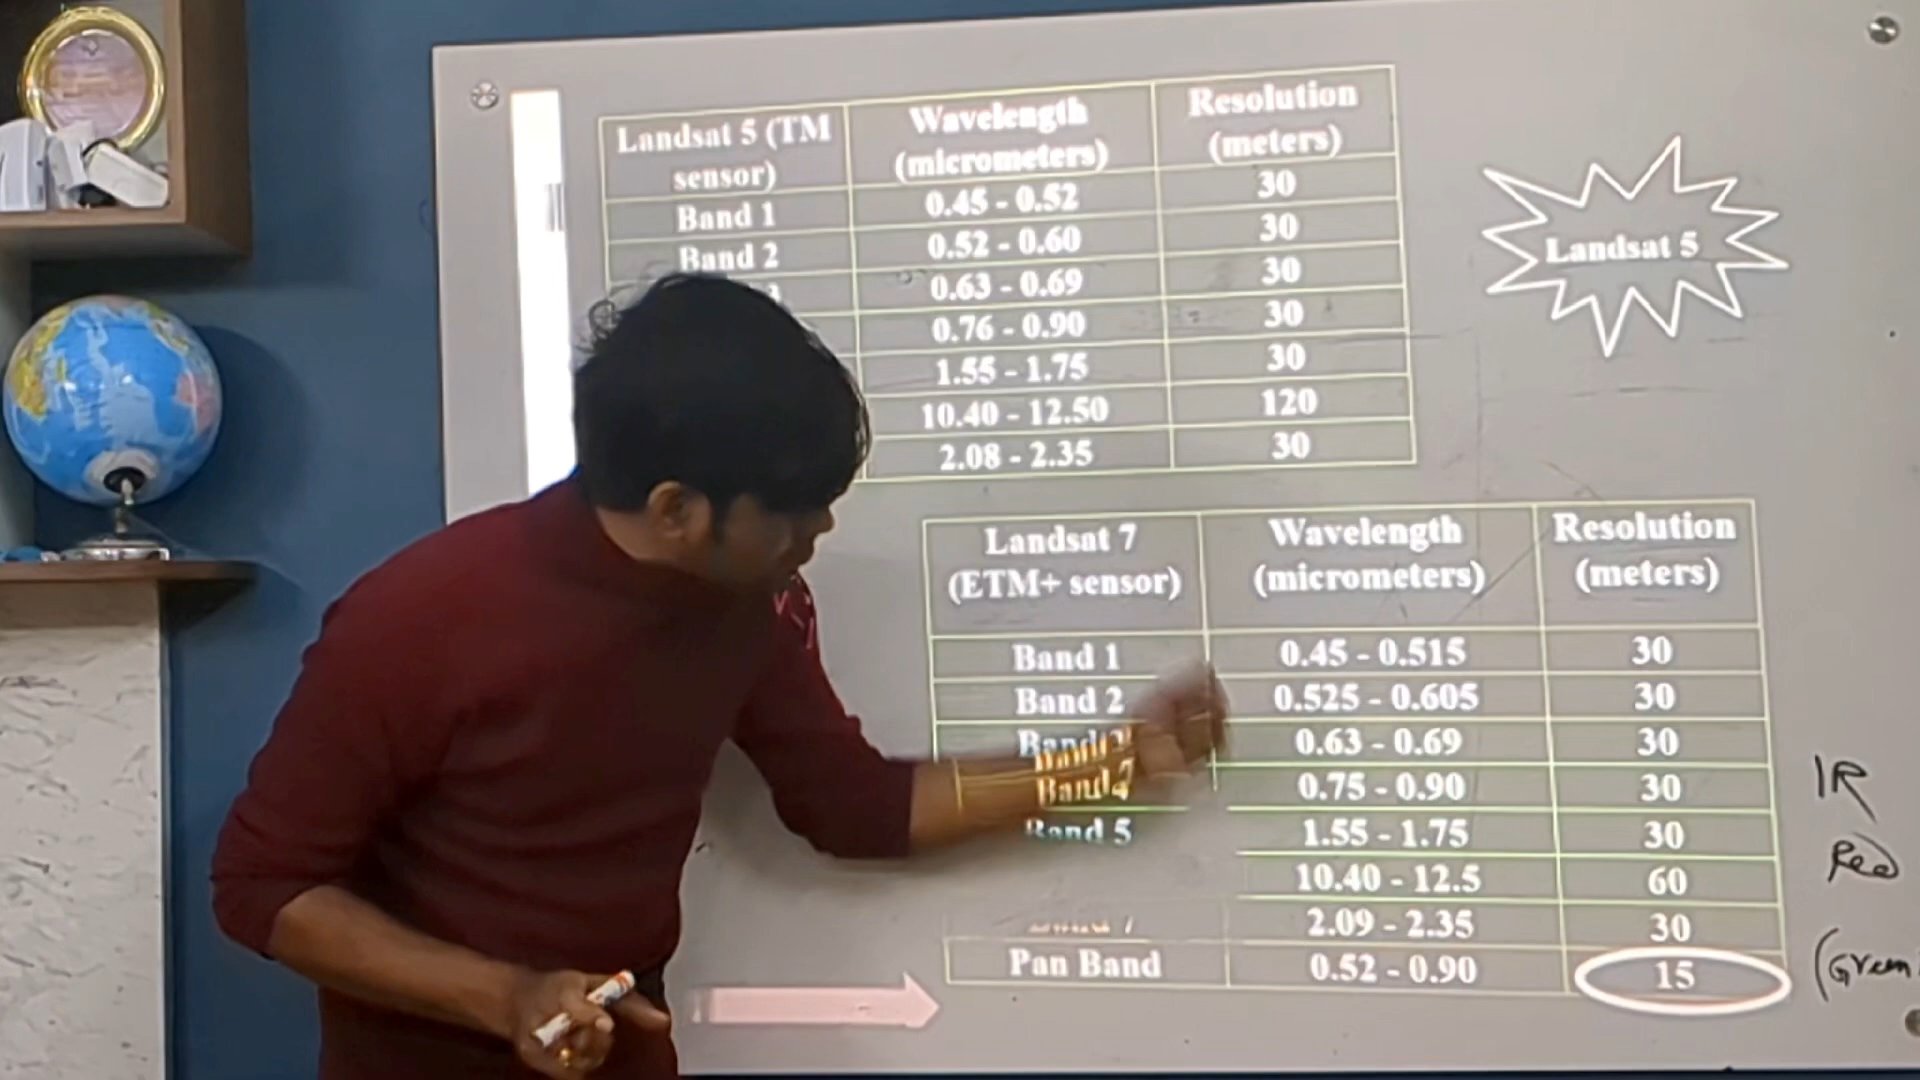 Landsat 5 (TM sensor) Wavelength (micrometers) Resolution (meters)
Band 1 0.45 - 0.52 30
Band 2 0.52 - 0.60 30
0.63 - 0.69 30
0.76 - 0.90 30
1.55 - 1.75 30
10.40 - 12.50 120
2.08 - 2.35 30
Landsat 5
Landsat 7 (ETM+ sensor) Wavelength (micrometers) Resolution (meters)
Band 1 0.45 - 0.515 30
Band 2 0.525 - 0.605 30
Band 0.63 - 0.69 30
Band 4 0.75 - 0.90 30
Band 5 1.55 - 1.75 30
10.40 - 12.5 60
2.09 - 2.35 30
Pan Band 0.52 - 0.90 15
IR
Red
(Green